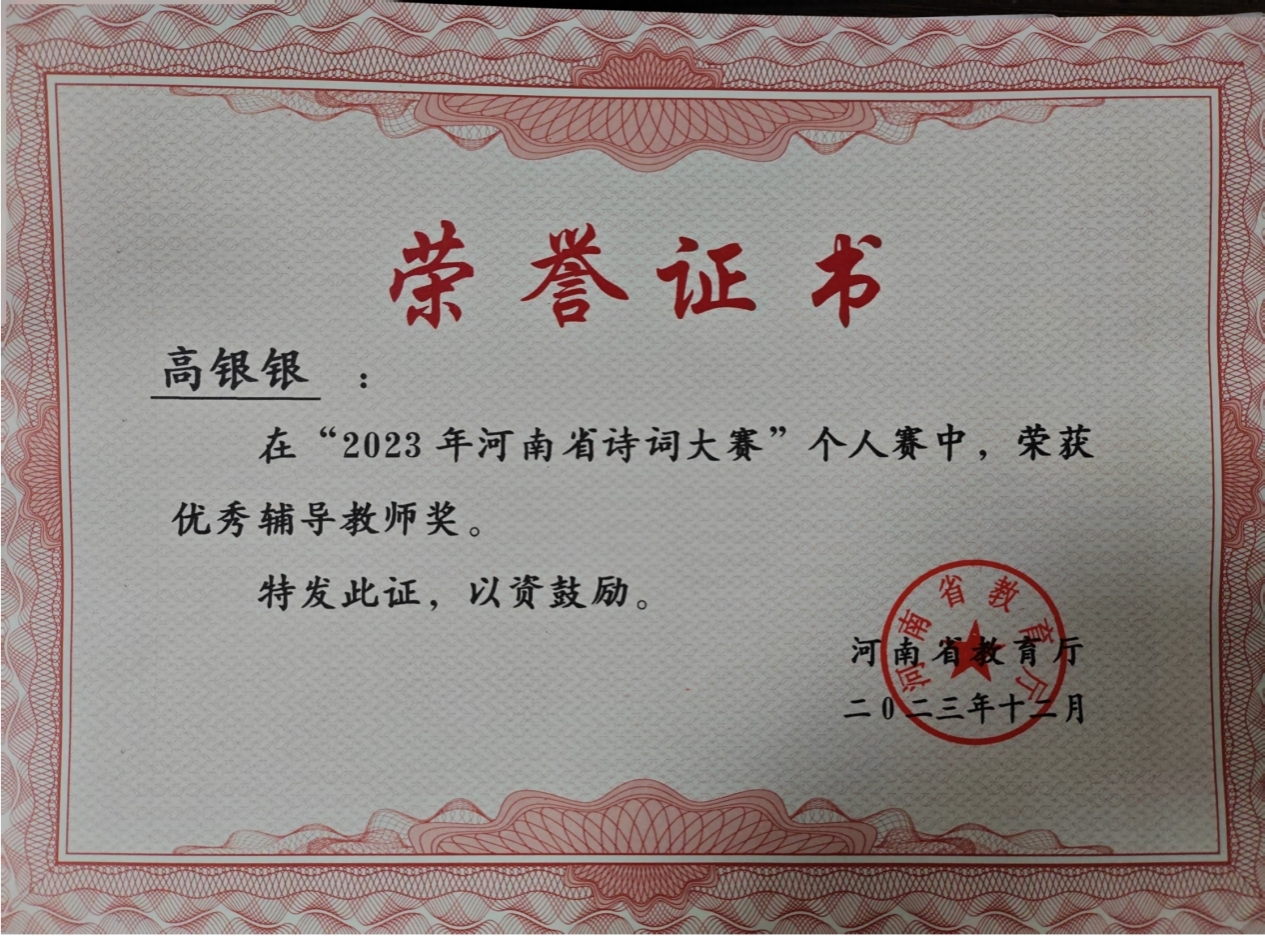 荣誉证书
高银银 ：
在“2023年河南省诗词大赛”个人赛中，荣获
优秀辅导教师奖。
特发此证，以资鼓励。
河南省教育厅
河南省教育厅
二0二三年十二月